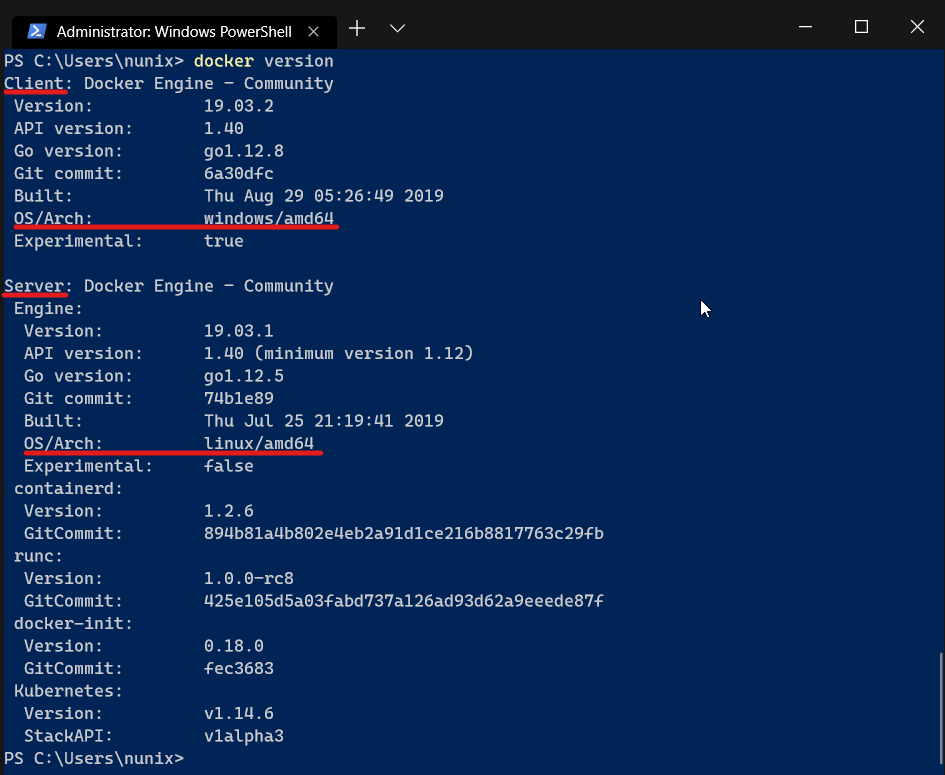 Administrator: Windows PowerShell
PS C:\Users\nunix> docker version
Client: Docker Engine - Community
 Version:           19.03.2
 API version:       1.40
 Go version:        go1.12.8
 Git commit:        6a30dfc
 Built:             Thu Aug 29 05:26:49 2019
 OS/Arch:           windows/amd64
 Experimental:      true

Server: Docker Engine - Community
 Engine:
  Version:          19.03.1
  API version:      1.40 (minimum version 1.12)
  Go version:       go1.12.5
  Git commit:       74b1e89
  Built:            Thu Jul 25 21:19:41 2019
  OS/Arch:          linux/amd64
  Experimental:     false
 containerd:
  Version:          1.2.6
  GitCommit:        894b81a4b802e4eb2a91d1ce216b8817763c29fb
 runc:
  Version:          1.0.0-rc8
  GitCommit:        425e105d5a03fabd737a126ad93d62a9eeede87f
 docker-init:
  Version:          0.18.0
  GitCommit:        fec3683
 Kubernetes:
  Version:          v1.14.6
  StackAPI:         v1alpha3
PS C:\Users\nunix>